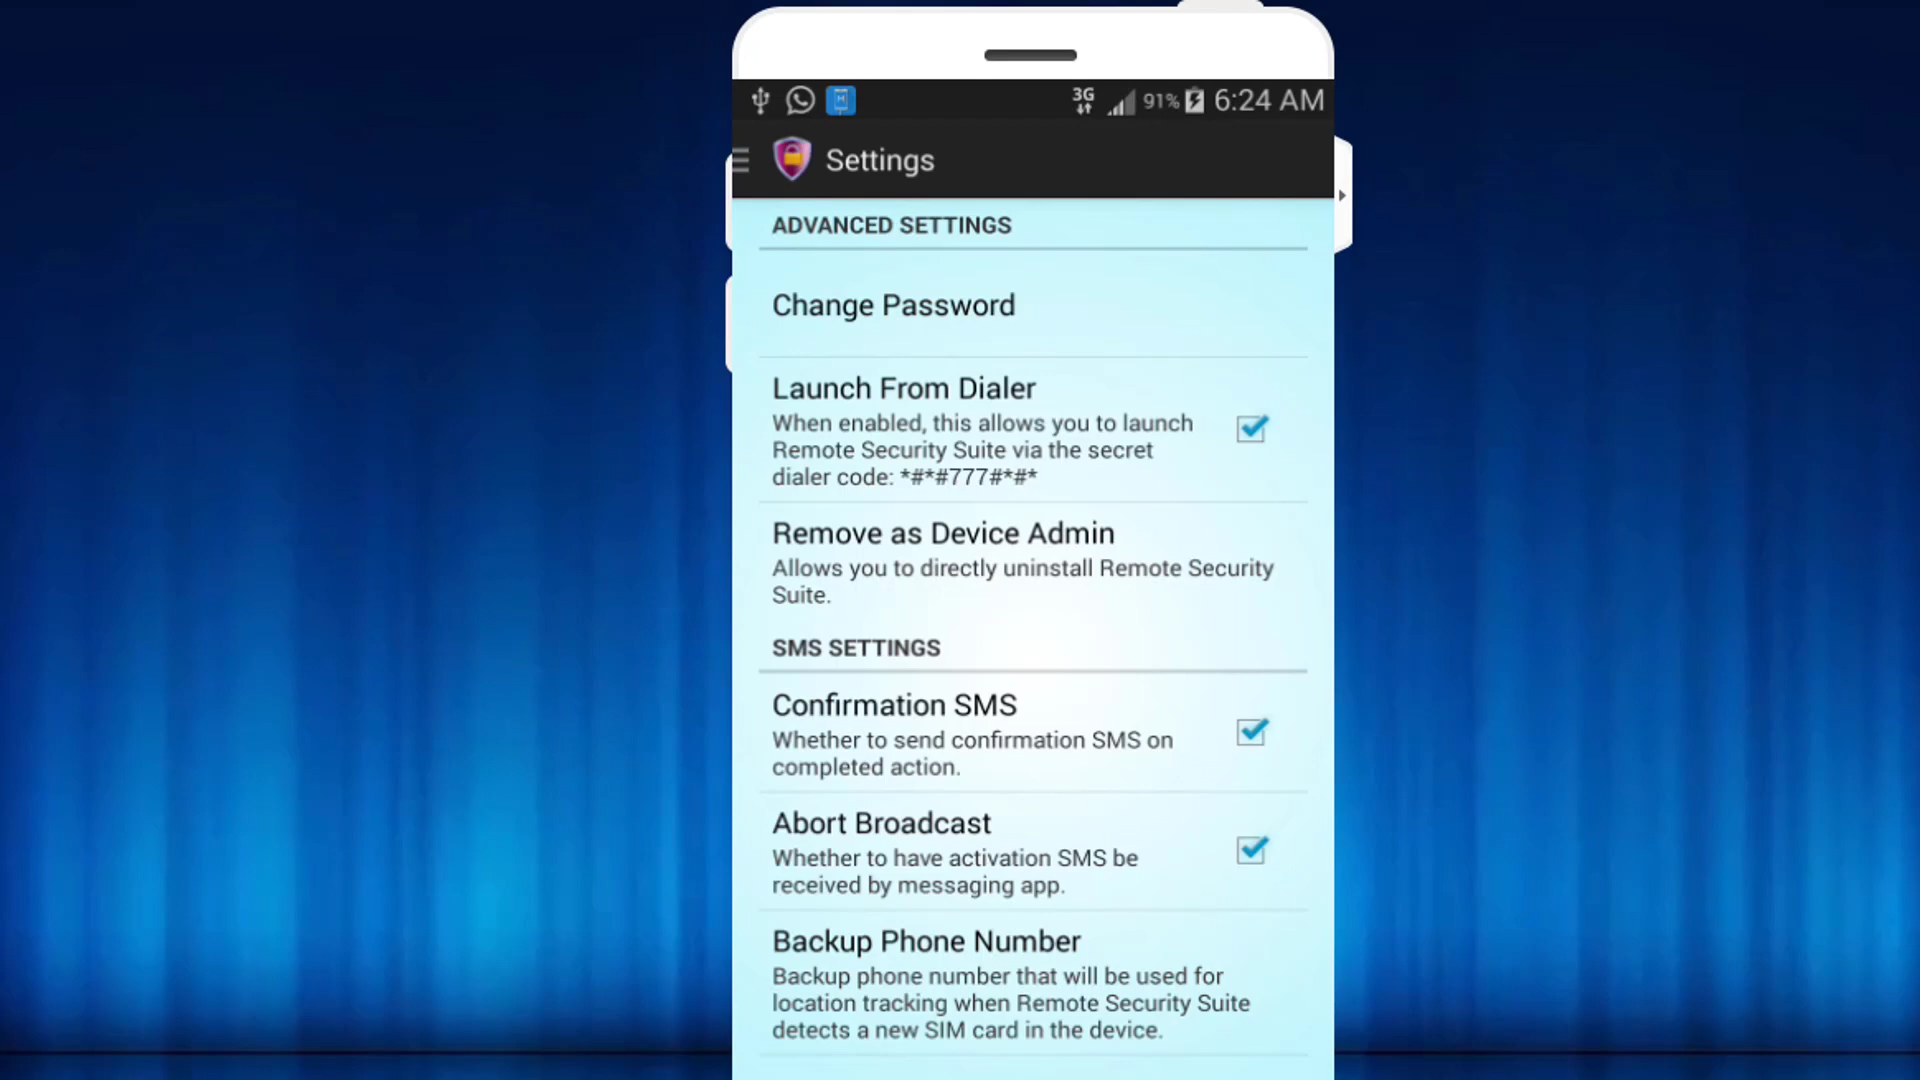 3G 91% 6:24 AM
Settings
ADVANCED SETTINGS
Change Password
Launch From Dialer
When enabled, this allows you to launch
Remote Security Suite via the secret
dialer code: *#*#777#*#*
Remove as Device Admin
Allows you to directly uninstall Remote Security
Suite.
SMS SETTINGS
Confirmation SMS
Whether to send confirmation SMS on
completed action.
Abort Broadcast
Whether to have activation SMS be
received by messaging app.
Backup Phone Number
Backup phone number that will be used for
location tracking when Remote Security Suite
detects a new SIM card in the device.